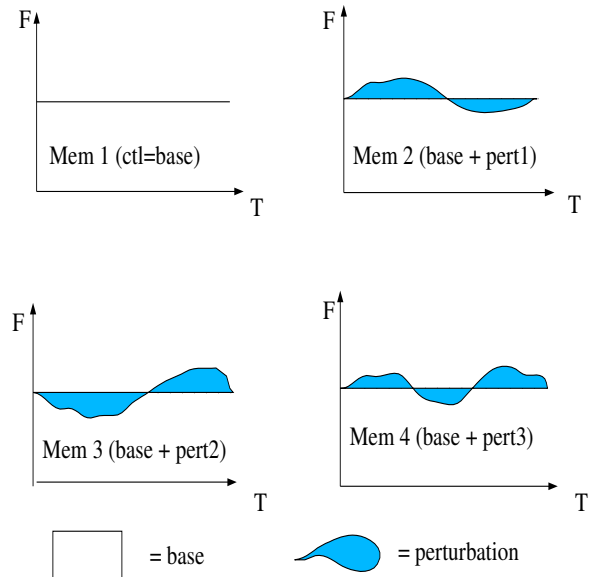 F
Mem 1 (ctl=base)
T
F
Mem 2 (base + pert1)
T
F
Mem 3 (base + pert2)
T
F
Mem 4 (base + pert3)
T
= base
= perturbation